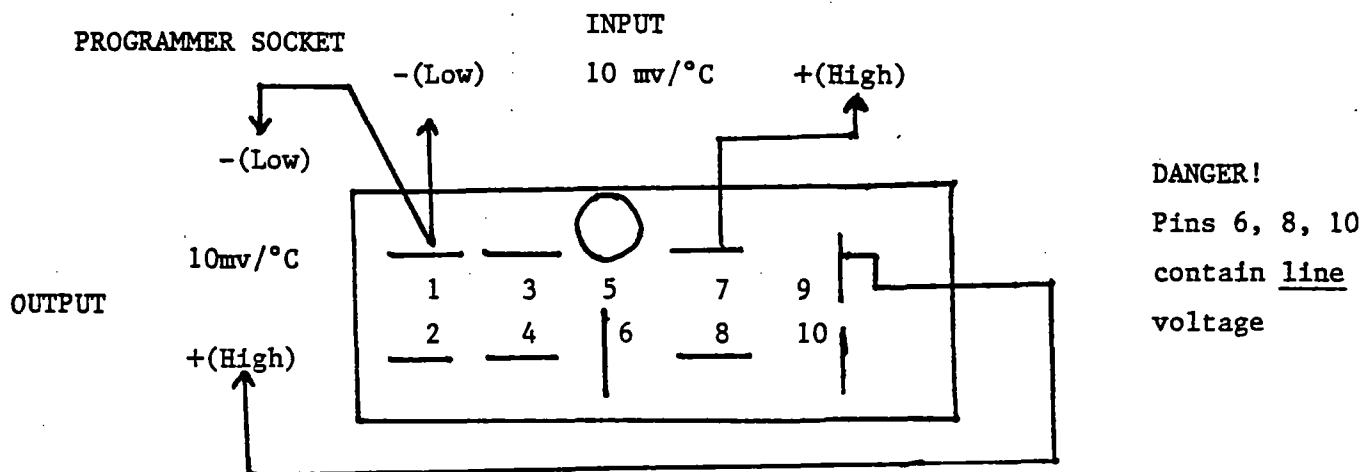 PROGRAMMER SOCKET
INPUT
-(Low)
10 mv/°C
+(High)
-(Low)
DANGER!
Pins 6, 8, 10
contain line
voltage
10mv/°C
OUTPUT
+(High)
1 3 5 7 9
2 4 6 8 10